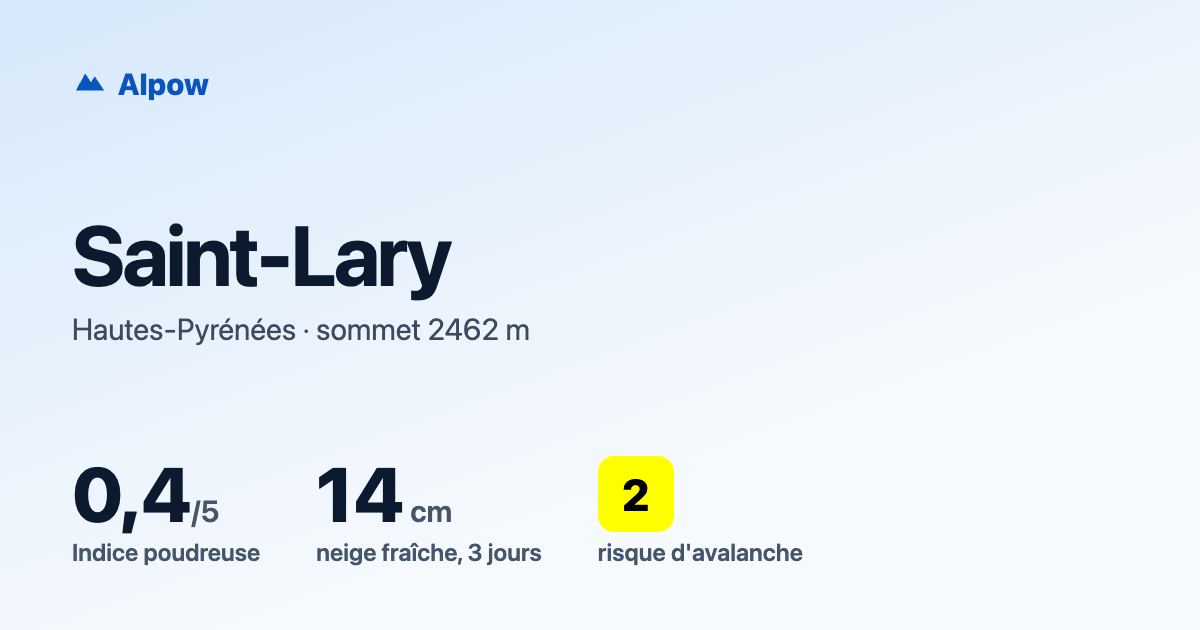 Alpow
Saint-Lary
Hautes-Pyrénées · sommet 2462 m
0,4/5
Indice poudreuse
14 cm
neige fraîche, 3 jours
2
risque d'avalanche